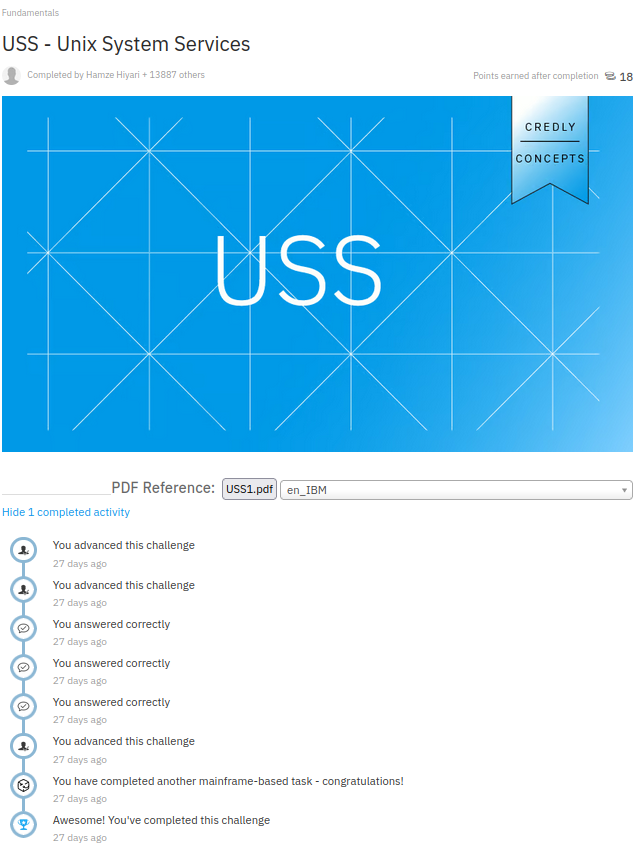 Fundamentals
USS - Unix System Services
Completed by Hamze Hiyari + 13887 others
Points earned after completion 18
CREDLY
CONCEPTS
USS
PDF Reference: USS1.pdf en_IBM
Hide 1 completed activity
You advanced this challenge
27 days ago
You advanced this challenge
27 days ago
You answered correctly
27 days ago
You answered correctly
27 days ago
You answered correctly
27 days ago
You advanced this challenge
27 days ago
You have completed another mainframe-based task - congratulations!
27 days ago
Awesome! You've completed this challenge
27 days ago